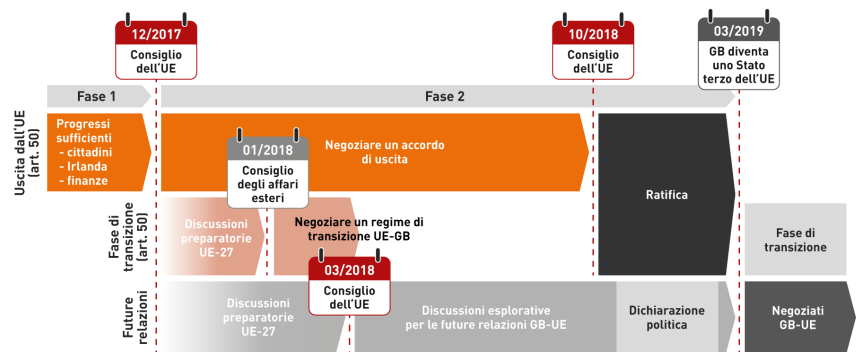 12/2017
Consiglio
dell'UE
10/2018
Consiglio
dell'UE
03/2019
GB diventa
uno Stato
terzo dell'UE
Fase 1
Fase 2
Uscita dall'UE
(art. 50)
Progressi
sufficienti
- cittadini
- Irlanda
- finanze
01/2018
Consiglio
degli affari
esteri
Negoziare un accordo
di uscita
Ratifica
Fase di
transizione
(art. 50)
Discussioni
preparatorie
UE-27
Negoziare un regime di
transizione UE-GB
Fase di
transizione
03/2018
Consiglio
dell'UE
Future
relazioni
Discussioni
preparatorie
UE-27
Discussioni esplorative
per le future relazioni GB-UE
Dichiarazione
politica
Negoziati
GB-UE